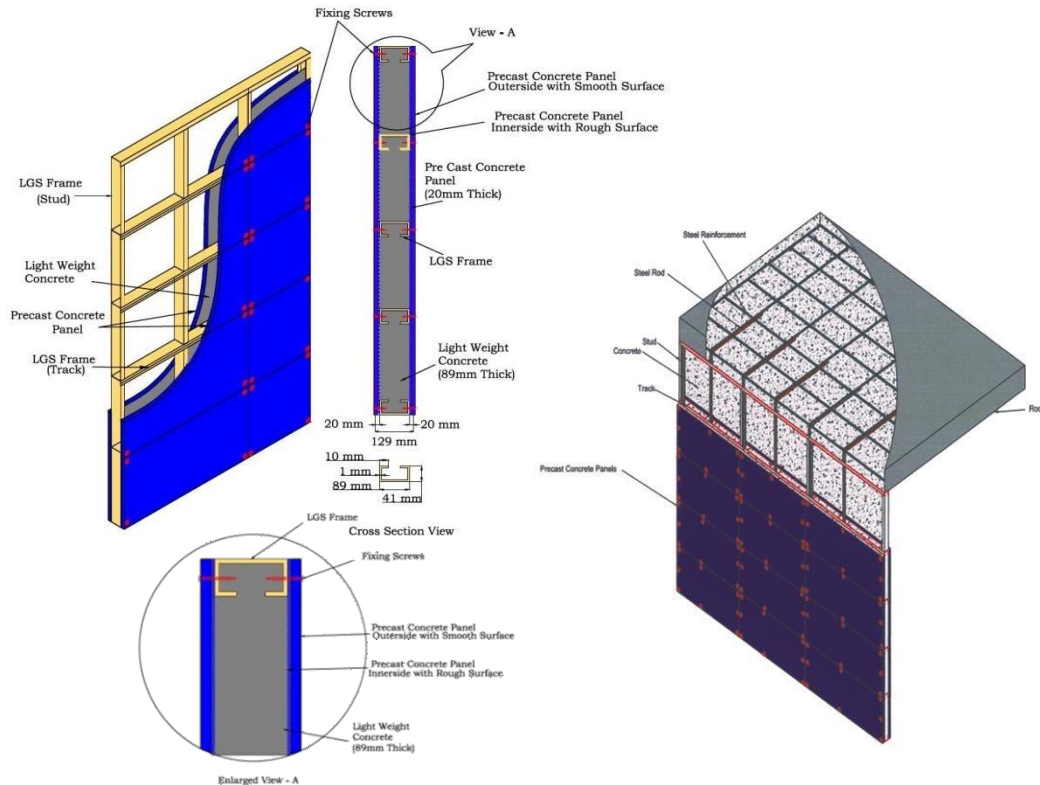 Fixing Screws
View - A
Precast Concrete Panel
Outerside with Smooth Surface
Precast Concrete Panel
Innerside with Rough Surface
Pre Cast Concrete
Panel
(20mm Thick)
LGS Frame
Light Weight
Concrete
(89mm Thick)
LGS Frame
(Stud)
Light Weight
Concrete
Precast Concrete
Panel
LGS Frame
(Track)
20 mm
20 mm
129 mm
10 mm
1 mm
89 mm
41 mm
Cross Section View
LGS Frame
Fixing Screws
Precast Concrete Panel
Outerside with Smooth Surface
Precast Concrete Panel
Innerside with Rough Surface
Light Weight
Concrete
(89mm Thick)
Enlarged View - A
Steel Reinforcement
Steel Rod
Stud
Concrete
Track
Precast Concrete Panels